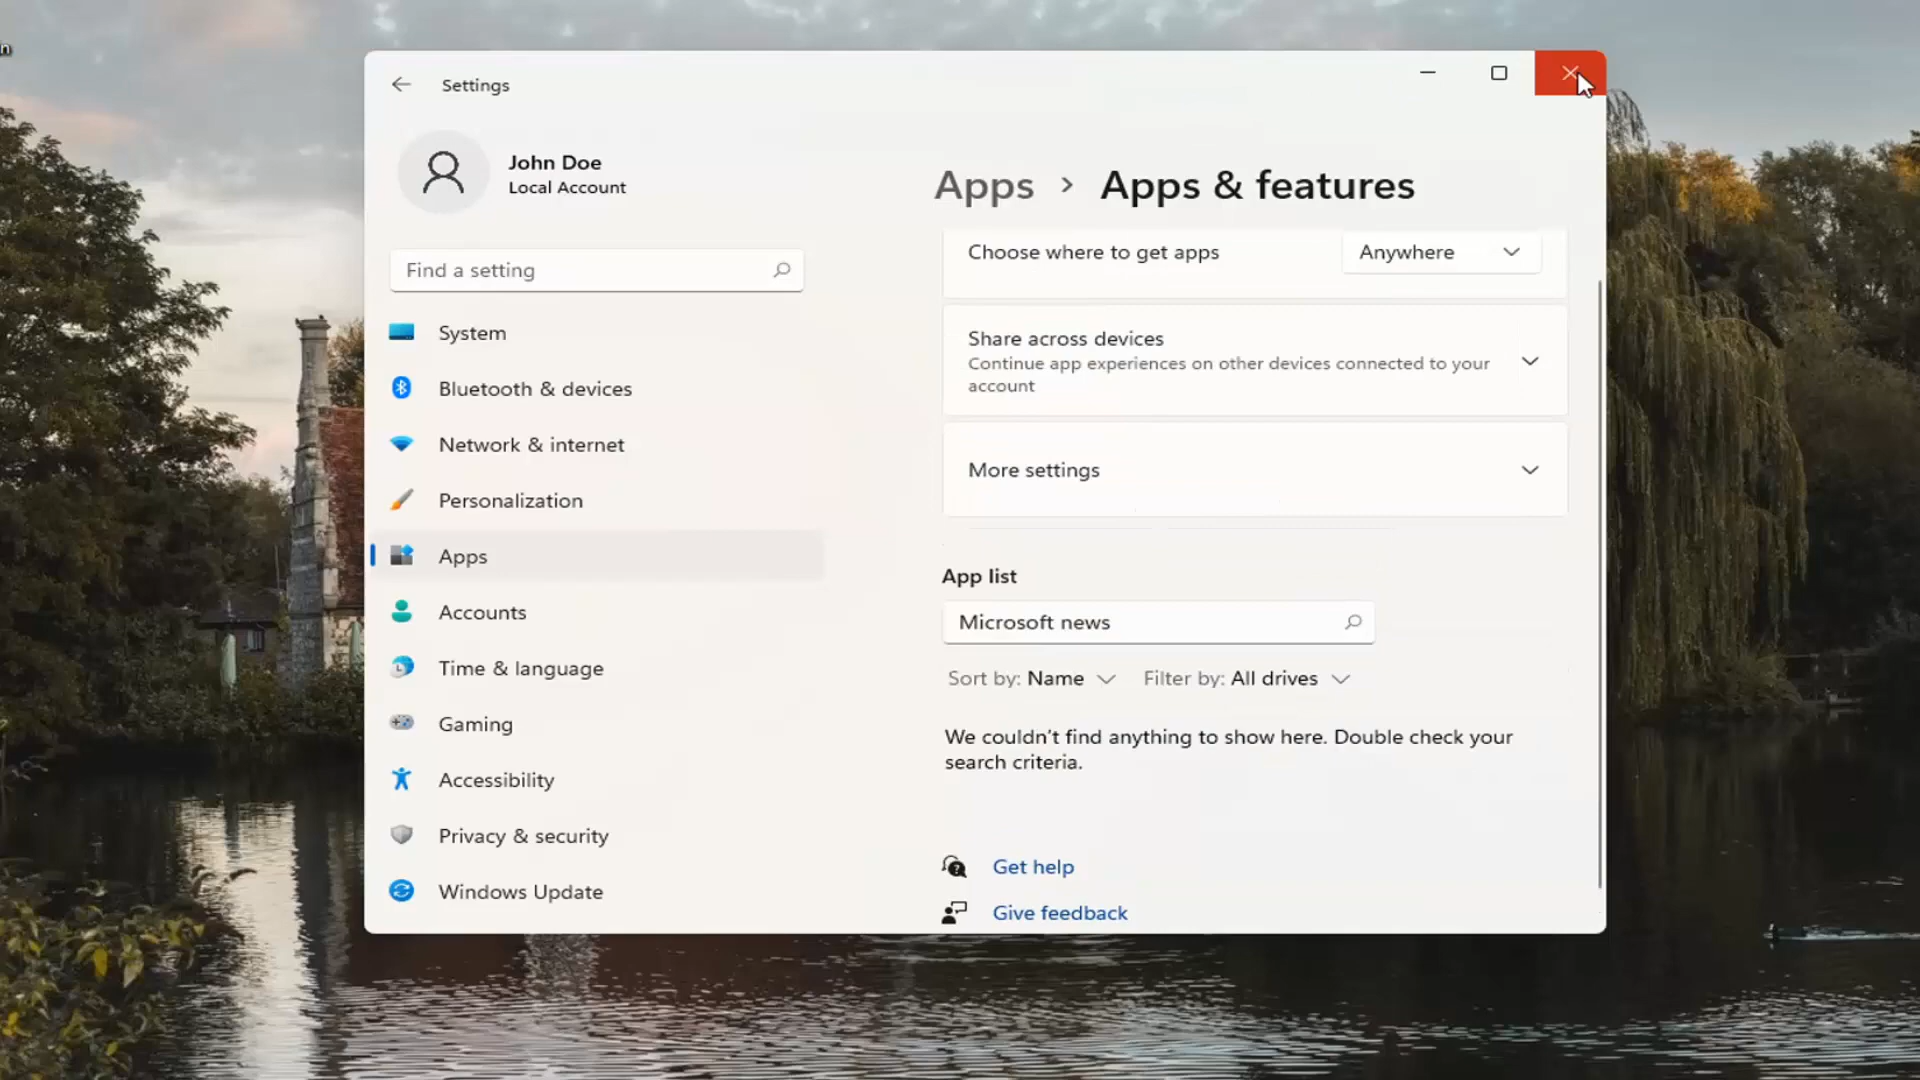 n
Settings
John Doe
Local Account
Find a setting
System
Bluetooth & devices
Network & internet
Personalization
Apps
Accounts
Time & language
Gaming
Accessibility
Privacy & security
Windows Update
Apps > Apps & features
Choose where to get apps
Anywhere
Share across devices
Continue app experiences on other devices connected to your
account
More settings
App list
Microsoft news
Sort by: Name
Filter by: All drives
We couldn't find anything to show here. Double check your
search criteria.
Get help
Give feedback